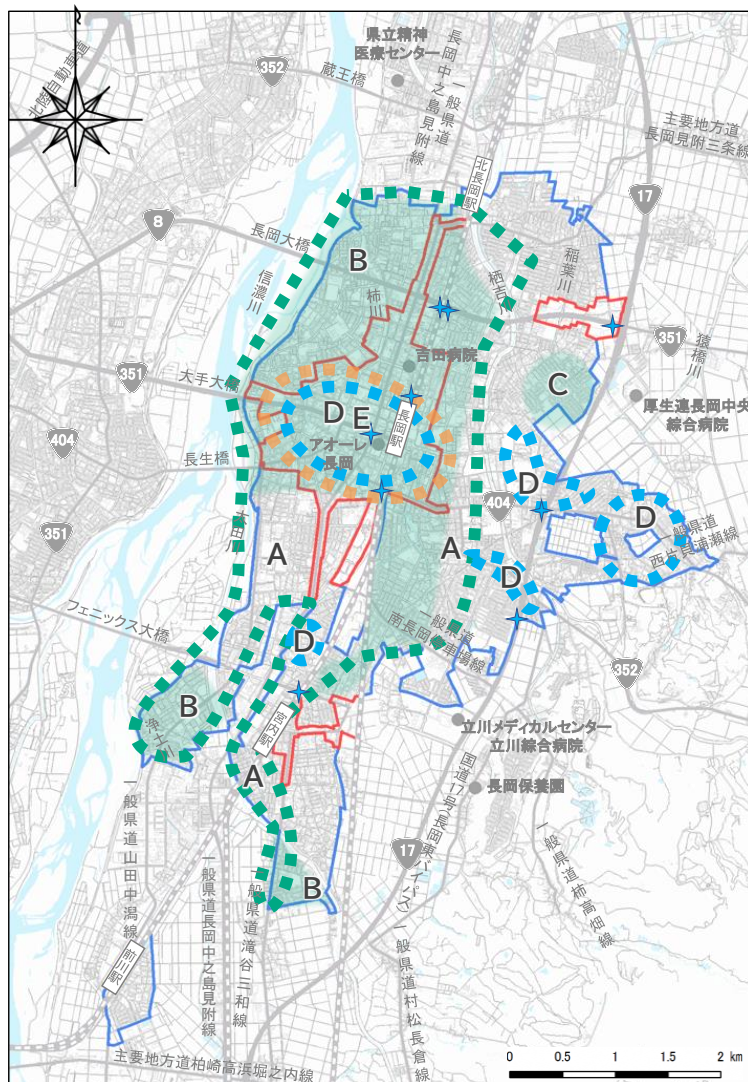 県立精神
医療センター
352
蔵王橋
一般県道
長岡中之島見附線
北陸自動車道
主要地方道
長岡見附三条線
17
北長岡駅
8
長岡大橋
B
信濃川
柿川
栖吉川
稲葉川
351
猿橋川
吉田病院
351
大手大橋
C
厚生連長岡中央
綜合病院
D
E
長岡駅
アオーレ
長岡
404
長生橋
404
D
D
一般県道
西片貝浦瀬線
351
太田川
A
A
D
フェニックス大橋
D
一般県道
南長岡停車場線
352
B
浄土川
宮内駅
立川メディカルセンター
立川綜合病院
A
国道17号(長岡東バイパス)
長岡保養園
17
一般県道柿高畑線
B
一般県道山田中潟線
一般県道長岡中之島見附線
一般県道滝谷三和線
一般県道村松長倉線
前川駅
主要地方道柏崎高浜堀之内線
0 0.5 1 1.5 2 km